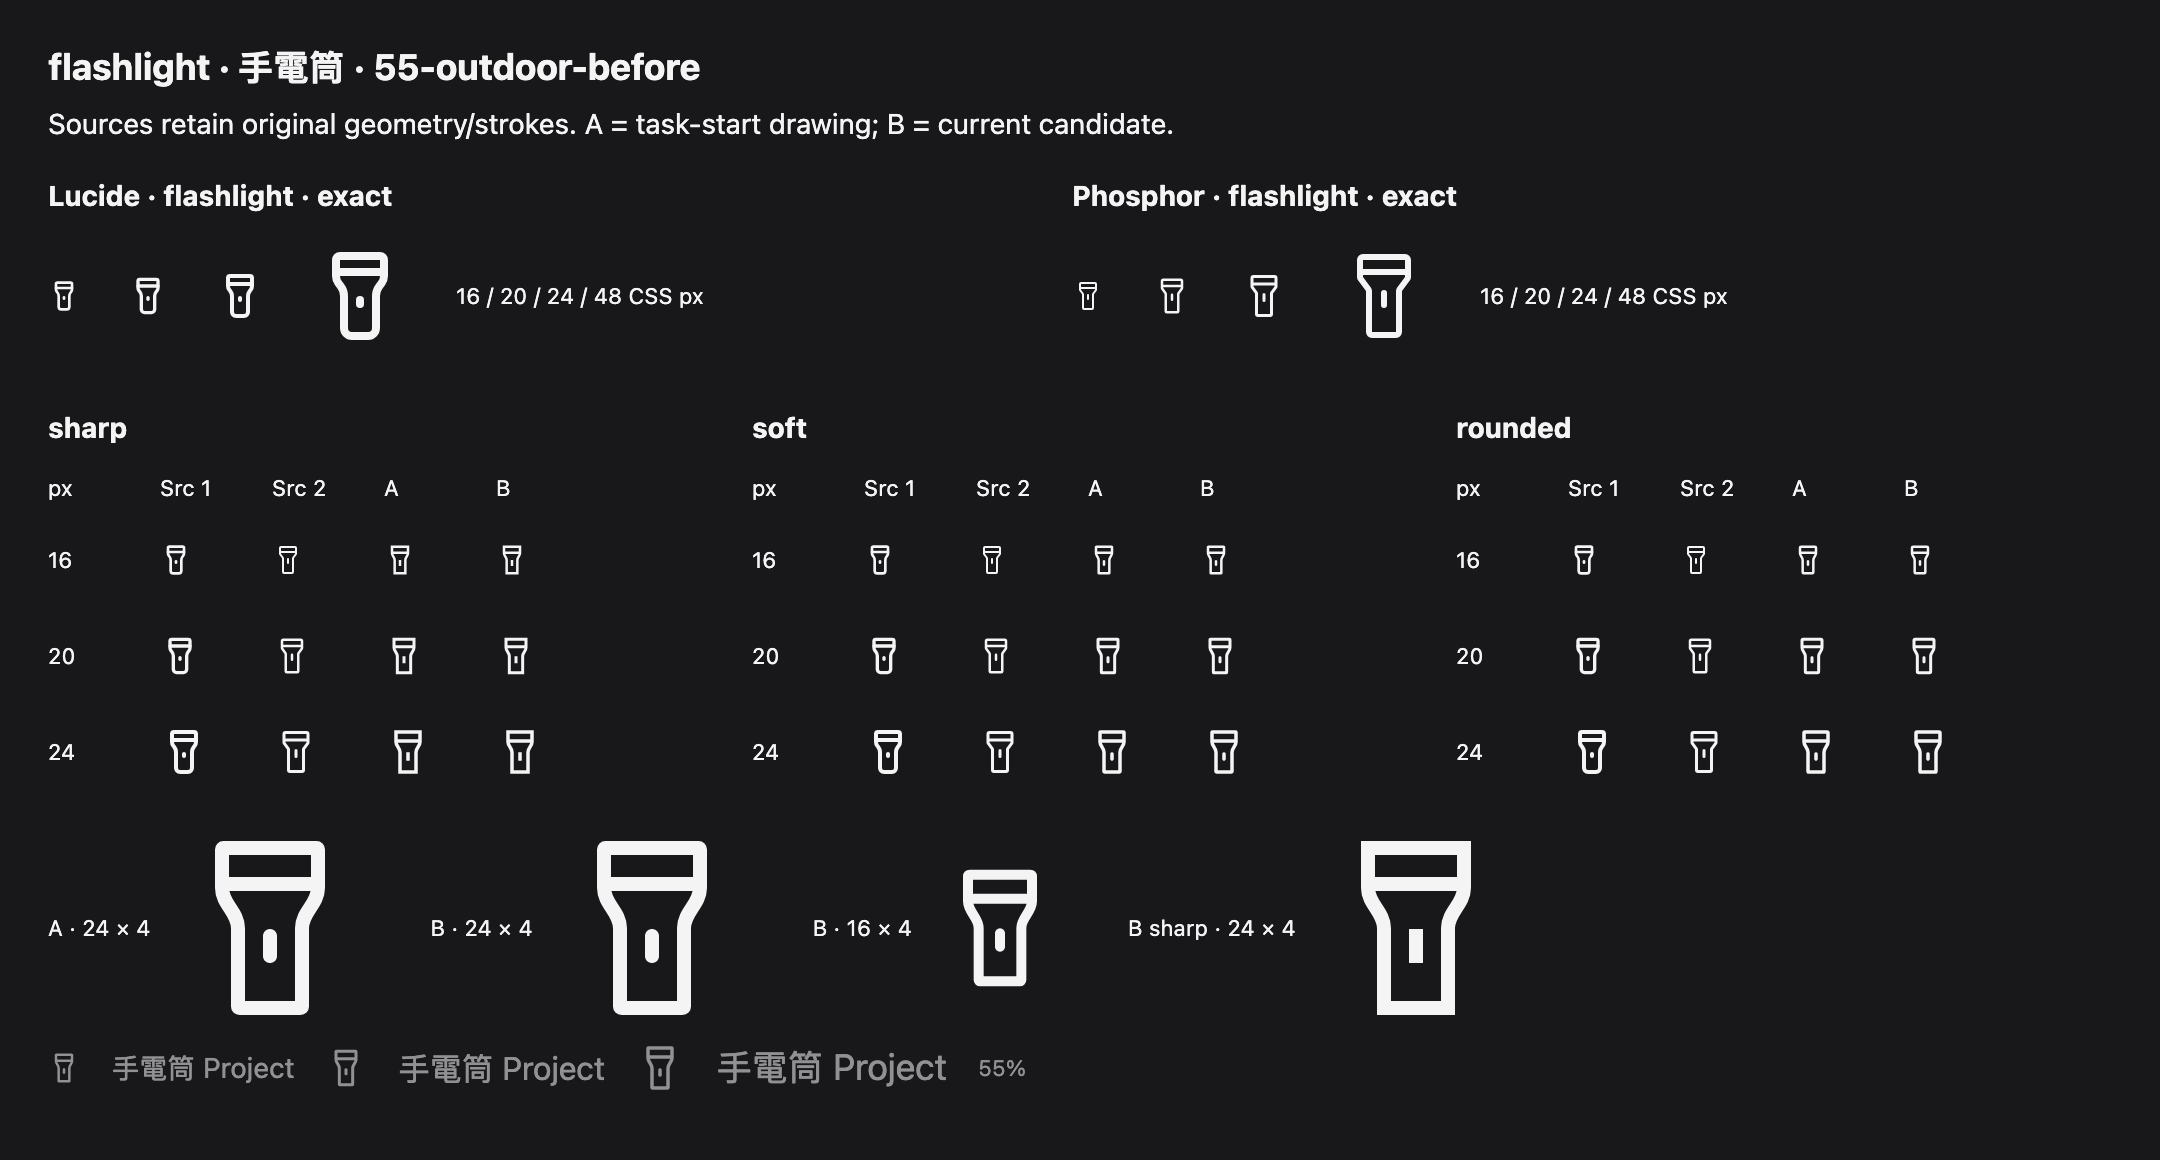 flashlight · 手電筒 · 55-outdoor-before
Sources retain original geometry/strokes. A = task-start drawing; B = current candidate.
Lucide · flashlight · exact
Phosphor · flashlight · exact
16 / 20 / 24 / 48 CSS px
16 / 20 / 24 / 48 CSS px
sharp
soft
rounded
px Src 1 Src 2 A B
px Src 1 Src 2 A B
px Src 1 Src 2 A B
16
16
16
20
20
20
24
24
24
A · 24 × 4
B · 24 × 4
B · 16 × 4
B sharp · 24 × 4
手電筒 Project
手電筒 Project
手電筒 Project
55%